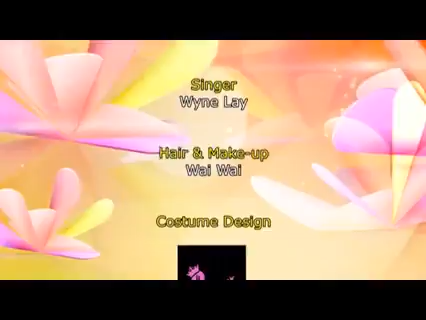 Singer
Wyne Lay
Hair & Make-up
Wai Wai
Costume Design